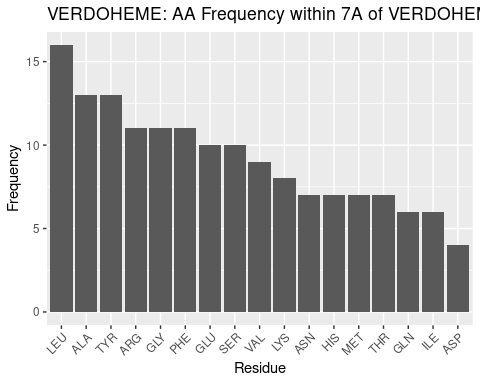 VERDOHEME: AA Frequency within 7A of
15
10
5
0
Frequency
LEU
ALA
TYR
ARG
GLY
PHE
GLU
SER
VAL
LYS
ASN
HIS
MET
THR
GLN
ILE
ASP
Residue